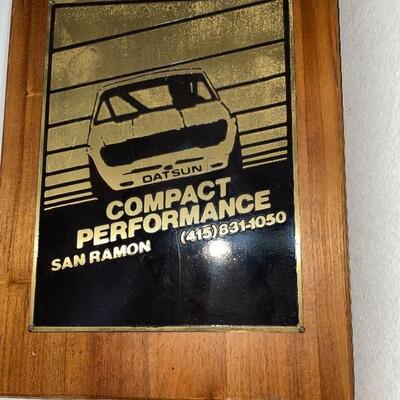 DATSUN
COMPACT
PERFORMANCE
SAN RAMON (415) 831-1050